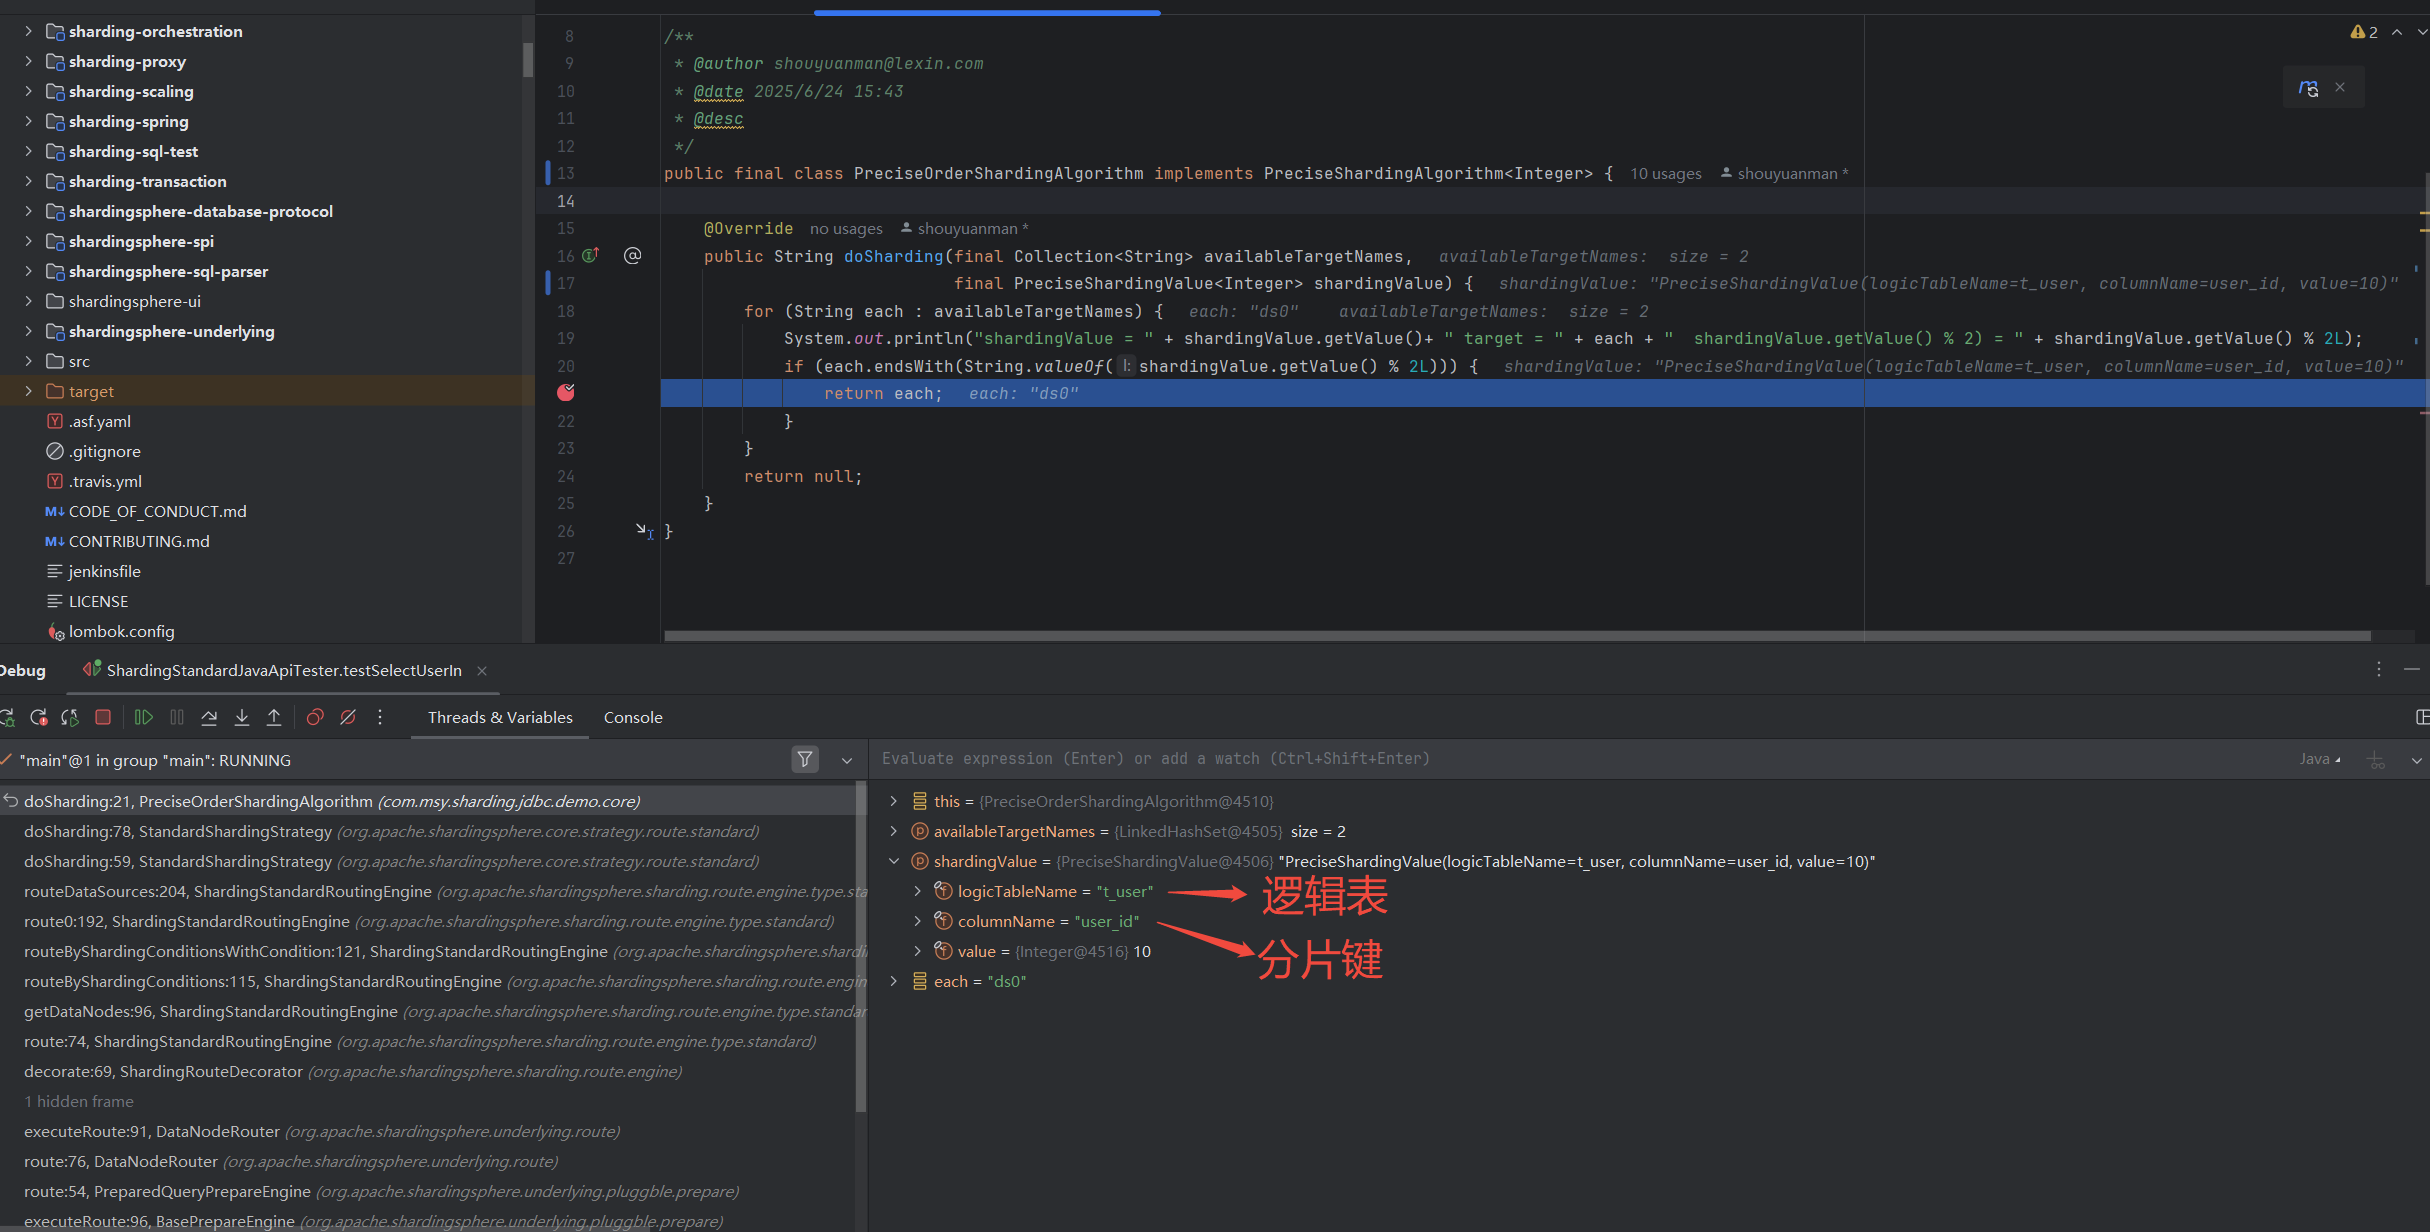 sharding-orchestration
sharding-proxy
sharding-scaling
sharding-spring
sharding-sql-test
sharding-transaction
shardingsphere-database-protocol
shardingsphere-spi
shardingsphere-sql-parser
shardingsphere-ui
shardingsphere-underlying
src
target
.asf.yaml
.gitignore
.travis.yml
CODE_OF_CONDUCT.md
CONTRIBUTING.md
jenkinsfile
LICENSE
lombok.config
2
8 /**
9 * @author shouyuanman@lexin.com
10 * @date 2025/6/24 15:43
11 * @desc
12 */
13 public final class PreciseOrderShardingAlgorithm implements PreciseShardingAlgorithm<Integer> { 10 usages shouyuanman *
14
15 @Override no usages shouyuanman *
16 public String doSharding(final Collection<String> availableTargetNames, availableTargetNames: size = 2
17 final PreciseShardingValue<Integer> shardingValue) { shardingValue: "PreciseShardingValue(logicTableName=t_user, columnName=user_id, value=10)"
18 for (String each : availableTargetNames) { each: "ds0" availableTargetNames: size = 2
19 System.out.println("shardingValue = " + shardingValue.getValue()+ " target = " + each + "  shardingValue.getValue() % 2) = " + shardingValue.getValue() % 2L);
20 if (each.endsWith(String.valueOf( l: shardingValue.getValue() % 2L))) { shardingValue: "PreciseShardingValue(logicTableName=t_user, columnName=user_id, value=10)"
return each; each: "ds0"
22 }
23 }
24 return null;
25 }
26 }
27
Debug ShardingStandardJavaApiTester.testSelectUserIn
Threads & Variables Console
"main"@1 in group "main": RUNNING
doSharding:21, PreciseOrderShardingAlgorithm (com.msy.sharding.jdbc.demo.core)
doSharding:78, StandardShardingStrategy (org.apache.shardingsphere.core.strategy.route.standard)
doSharding:59, StandardShardingStrategy (org.apache.shardingsphere.core.strategy.route.standard)
routeDataSources:204, ShardingStandardRoutingEngine (org.apache.shardingsphere.sharding.route.engine.type.sta
route0:192, ShardingStandardRoutingEngine (org.apache.shardingsphere.sharding.route.engine.type.standard)
routeByShardingConditionsWithCondition:121, ShardingStandardRoutingEngine (org.apache.shardingsphere.shardi
routeByShardingConditions:115, ShardingStandardRoutingEngine (org.apache.shardingsphere.sharding.route.engin
getDataNodes:96, ShardingStandardRoutingEngine (org.apache.shardingsphere.sharding.route.engine.type.standar
route:74, ShardingStandardRoutingEngine (org.apache.shardingsphere.sharding.route.engine.type.standard)
decorate:69, ShardingRouteDecorator (org.apache.shardingsphere.sharding.route.engine)
1 hidden frame
executeRoute:91, DataNodeRouter (org.apache.shardingsphere.underlying.route)
route:76, DataNodeRouter (org.apache.shardingsphere.underlying.route)
route:54, PreparedQueryPrepareEngine (org.apache.shardingsphere.underlying.pluggble.prepare)
executeRoute:96, BasePrepareEngine (org.apache.shardingsphere.underlying.pluggble.prepare)
Evaluate expression (Enter) or add a watch (Ctrl+Shift+Enter) Java
this = {PreciseOrderShardingAlgorithm@4510}
availableTargetNames = {LinkedHashSet@4505} size = 2
shardingValue = {PreciseShardingValue@4506} "PreciseShardingValue(logicTableName=t_user, columnName=user_id, value=10)"
logicTableName = "t_user" 逻辑表
columnName = "user_id" 分片键
value = {Integer@4516} 10
each = "ds0"